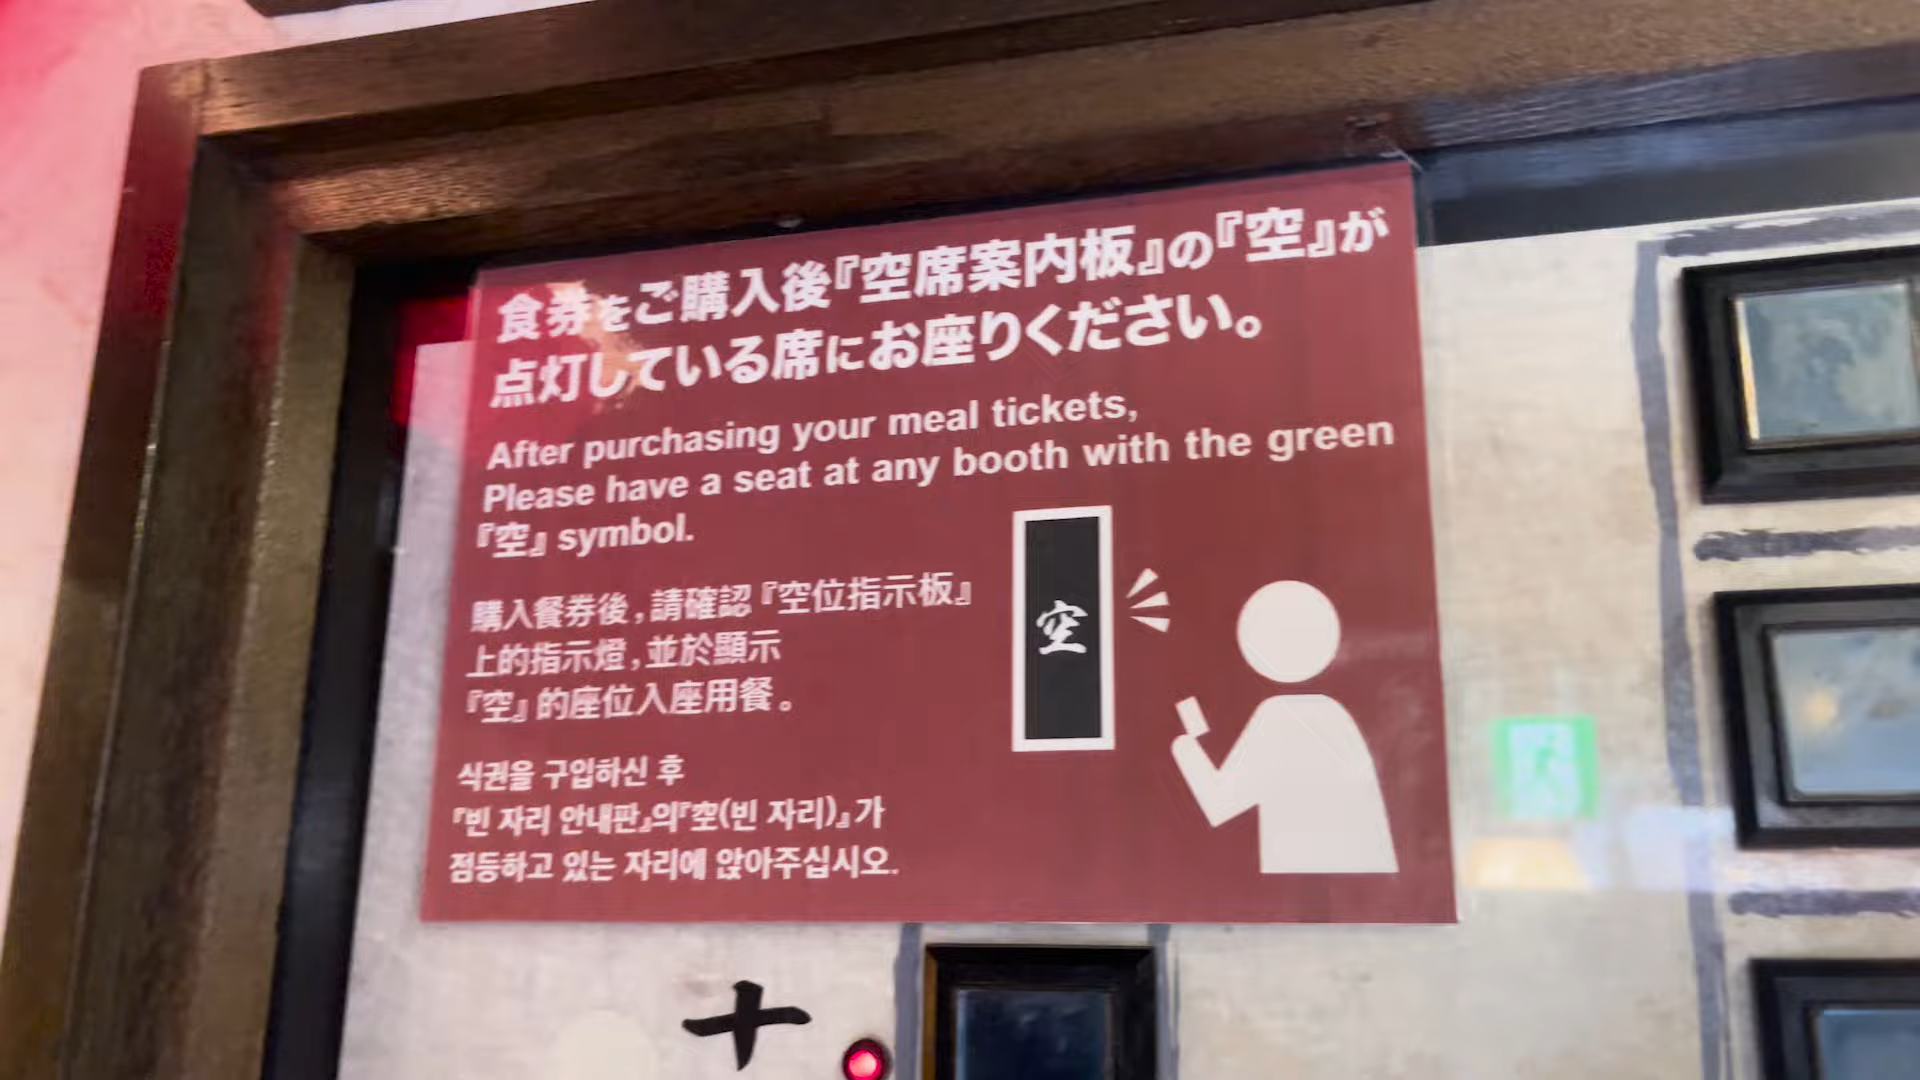 食券をご購入後『空席案内板』の『空』が
点灯している席にお座りください。
After purchasing your meal tickets,
Please have a seat at any booth with the green
『空』 symbol.
購入餐券後，請確認『空位指示板』
上的指示燈，並於顯示
『空』的座位入座用餐。
식권을 구입하신 후
『빈 자리 안내판』의『空(빈 자리)』가
점등하고 있는 자리에 앉아주십시오.
空
十